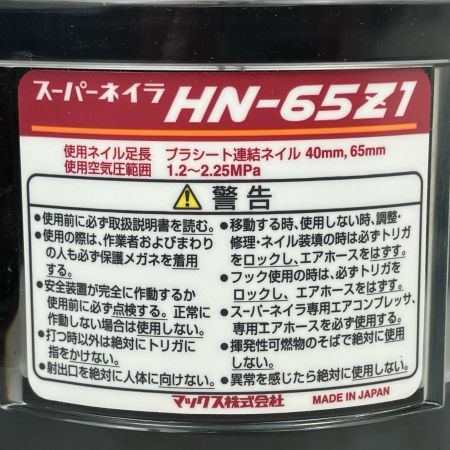 スーパーネイラ HN-65Z1
使用ネイル足長 プラシート連結ネイル 40mm, 65mm
使用空気圧範囲 1.2～2.25MPa
⚠ 警告
●使用前に必ず取扱説明書を読む。
●使用の際は、作業者およびまわり
の人も必ず保護メガネを着用
する。
●安全装置が完全に作動するか
使用前に必ず点検する。正常に
作動しない場合は使用しない。
●打つ時以外は絶対にトリガに
指をかけない。
●射出口を絶対に人体に向けない。
●移動する時、使用しない時、調整・
修理・ネイル装填の時は必ずトリガ
をロックし、エアホースをはずす。
●フック使用の時は、必ずトリガを
ロックし、エアホースをはずす。
●スーパーネイラ専用エアコンプレッサ、
専用エアホースを必ず使用する。
●揮発性可燃物のそばで絶対に使用
しない。
●異常を感じたら絶対に使用しない。
マックス株式会社 MADE IN JAPAN